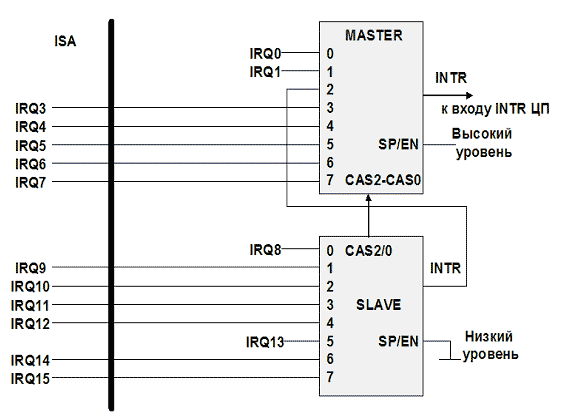 ISA
MASTER
IRQ0
0
IRQ1
1
2
INTR
IRQ3
3
к входу INTR ЦП
IRQ4
4
Высокий
IRQ5
5
SP/EN
уровень
IRQ6
6
IRQ7
7
CAS2-CAS0
IRQ8
0
CAS2/0
IRQ9
1
INTR
IRQ10
2
IRQ11
3
SLAVE
IRQ12
4
Низкий
IRQ13
5
SP/EN
уровень
IRQ14
6
IRQ15
7